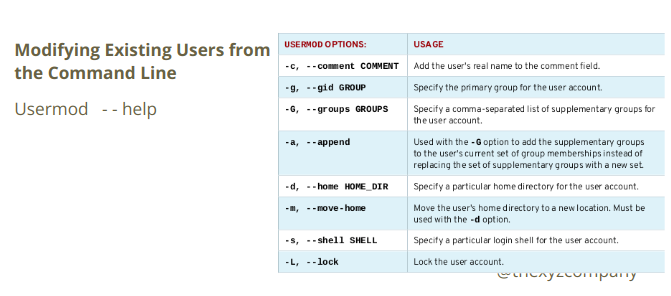 Modifying Existing Users from
the Command Line
Usermod - - help
USERMOD OPTIONS: USAGE
-c, --comment COMMENT Add the user's real name to the comment field.
-g, --gid GROUP Specify the primary group for the user account.
-G, --groups GROUPS Specify a comma-separated list of supplementary groups for
the user account.
-a, --append Used with the -G option to add the supplementary groups
to the user's current set of group memberships instead of
replacing the set of supplementary groups with a new set.
-d, --home HOME_DIR Specify a particular home directory for the user account.
-m, --move-home Move the user's home directory to a new location. Must be
used with the -d option.
-s, --shell SHELL Specify a particular login shell for the user account.
-L, --lock Lock the user account.
@thexyzcompany